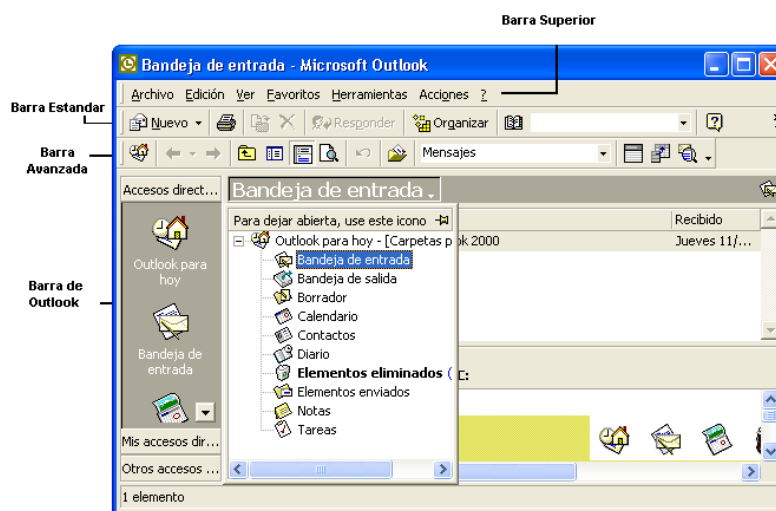 Barra Superior
Bandeja de entrada - Microsoft Outlook
Archivo Edición Ver Favoritos Herramientas Acciones ?
Barra Estandar
Nuevo Responder Organizar
Barra Avanzada
Mensajes
Accesos direct...
Bandeja de entrada
Para dejar abierta, use este icono
Recibido
Outlook para hoy - [Carpetas p
ok 2000
Jueves 11/...
Bandeja de entrada
Bandeja de salida
Borrador
Calendario
Contactos
Diario
Elementos eliminados (
Elementos enviados
Notas
Tareas
Outlook para hoy
Barra de Outlook
Bandeja de entrada
Mis accesos dir...
Otros accesos ...
1 elemento